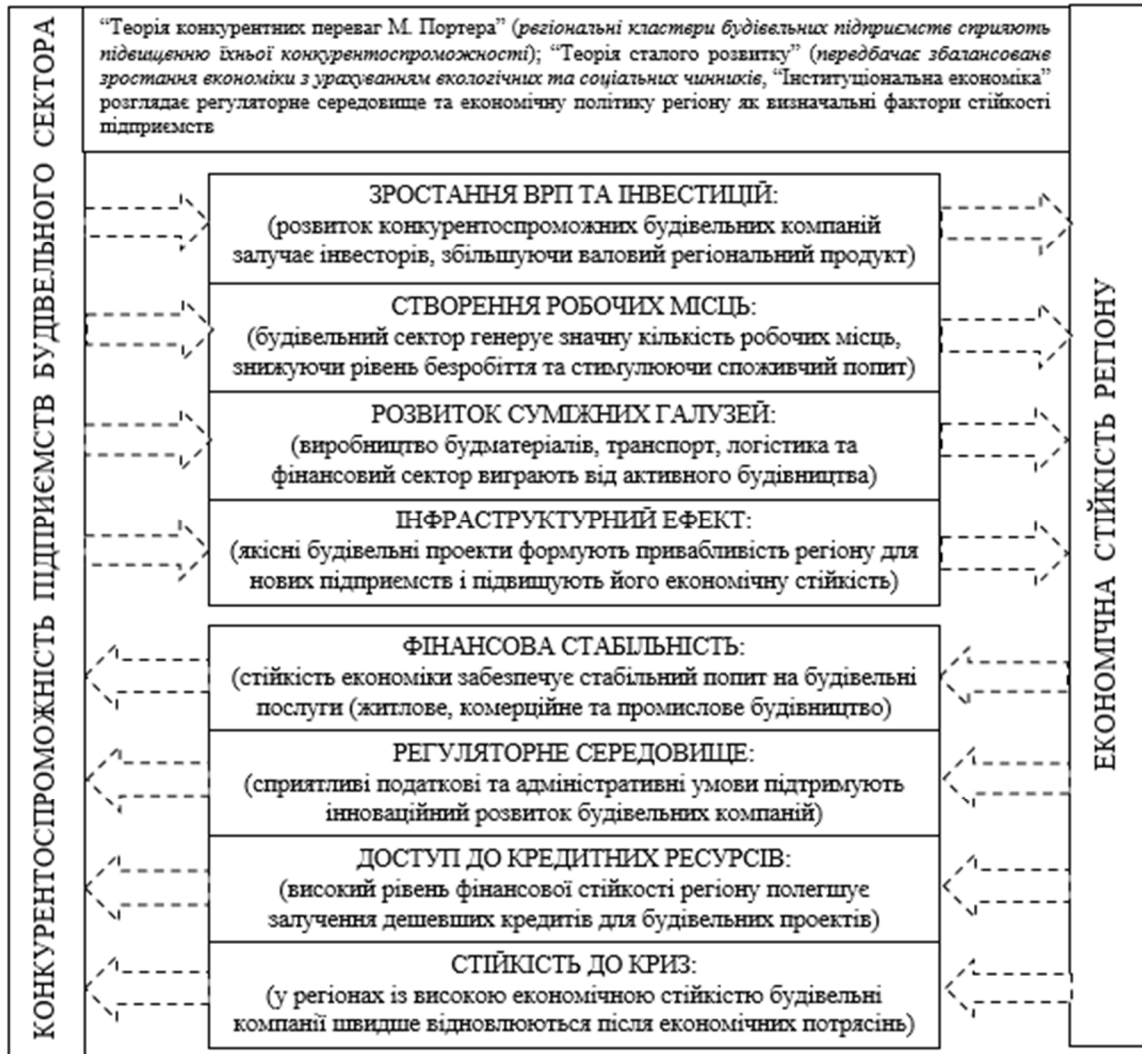 КОНКУРЕНТОСПРОМОЖНІСТЬ ПІДПРИЄМСТВ БУДІВЕЛЬНОГО СЕКТОРА
“Теорія конкурентних переваг М. Портера” (регіональні кластери будівельних підприємств сприяють
підвищенню їхньої конкурентоспроможності); “Теорія сталого розвитку” (передбачає збалансоване
зростання економіки з урахуванням екологічних та соціальних чинників, “Інституціональна економіка”
розглядає регуляторне середовище та економічну політику регіону як визначальні фактори стійкості
підприємств
ЗРОСТАННЯ ВРП ТА ІНВЕСТИЦІЙ:
(розвиток конкурентоспроможних будівельних компаній
залучає інвесторів, збільшуючи валовий регіональний продукт)
СТВОРЕННЯ РОБОЧИХ МІСЦЬ:
(будівельний сектор генерує значну кількість робочих місць,
знижуючи рівень безробіття та стимулюючи споживчий попит)
РОЗВИТОК СУМІЖНИХ ГАЛУЗЕЙ:
(виробництво будматеріалів, транспорт, логістика та
фінансовий сектор виграють від активного будівництва)
ІНФРАСТРУКТУРНИЙ ЕФЕКТ:
(якісні будівельні проекти формують привабливість регіону для
нових підприємств і підвищують його економічну стійкість)
ФІНАНСОВА СТАБІЛЬНІСТЬ:
(стійкість економіки забезпечує стабільний попит на будівельні
послуги (житлове, комерційне та промислове будівництво)
РЕГУЛЯТОРНЕ СЕРЕДОВИЩЕ:
(сприятливі податкові та адміністративні умови підтримують
інноваційний розвиток будівельних компаній)
ДОСТУП ДО КРЕДИТНИХ РЕСУРСІВ:
(високий рівень фінансової стійкості регіону полегшує
залучення дешевших кредитів для будівельних проектів)
СТІЙКІСТЬ ДО КРИЗ:
(у регіонах із високою економічною стійкістю будівельні
компанії швидше відновлюються після економічних потрясінь)
ЕКОНОМІЧНА СТІЙКІСТЬ РЕГІОНУ